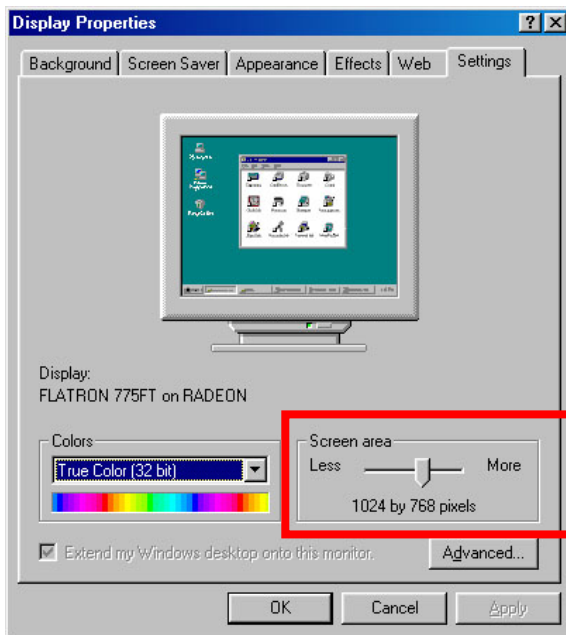 Display Properties
Background Screen Saver Appearance Effects Web Settings
Display:
FLATRON 775FT on RADEON
Colors
True Color (32 bit)
Screen area
Less More
1024 by 768 pixels
Extend my Windows desktop onto this monitor.
Advanced...
OK Cancel Apply